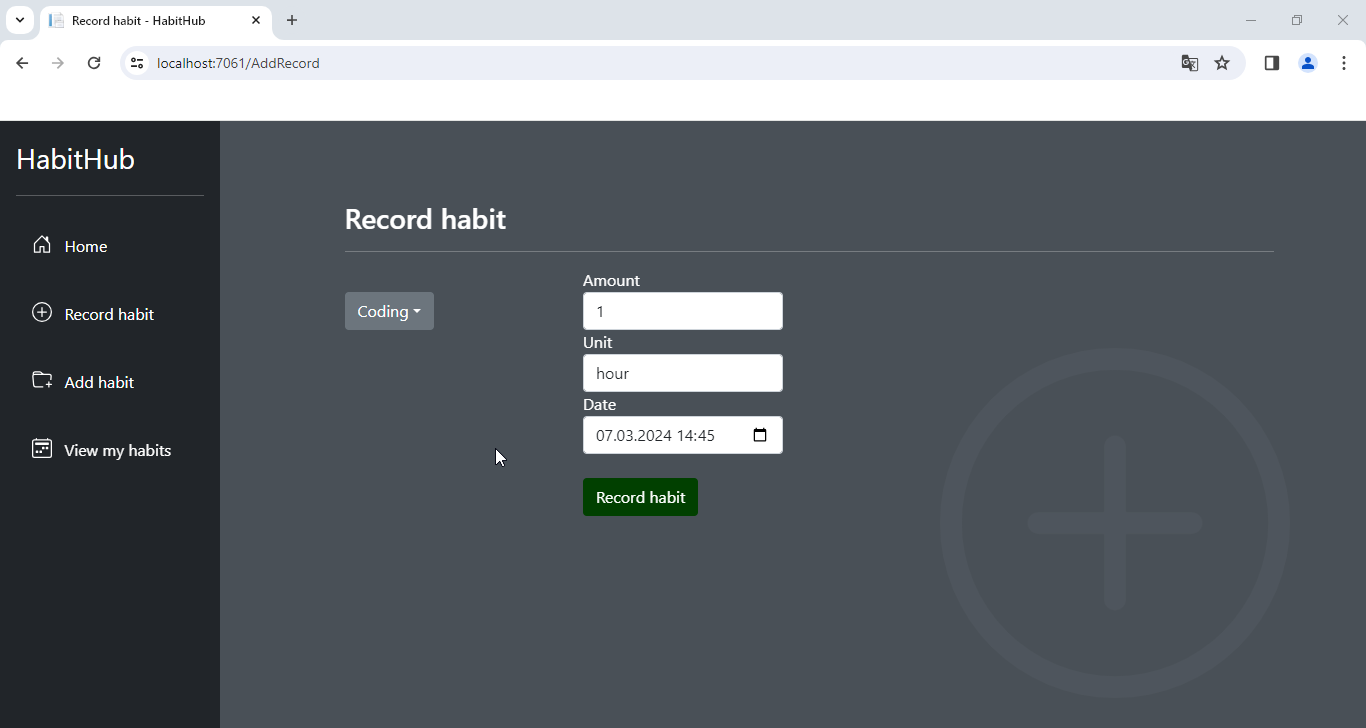 Record habit - HabitHub
localhost:7061/AddRecord
HabitHub
Home
Record habit
Add habit
View my habits
Record habit
Coding
Amount
1
Unit
hour
Date
07.03.2024 14:45
Record habit